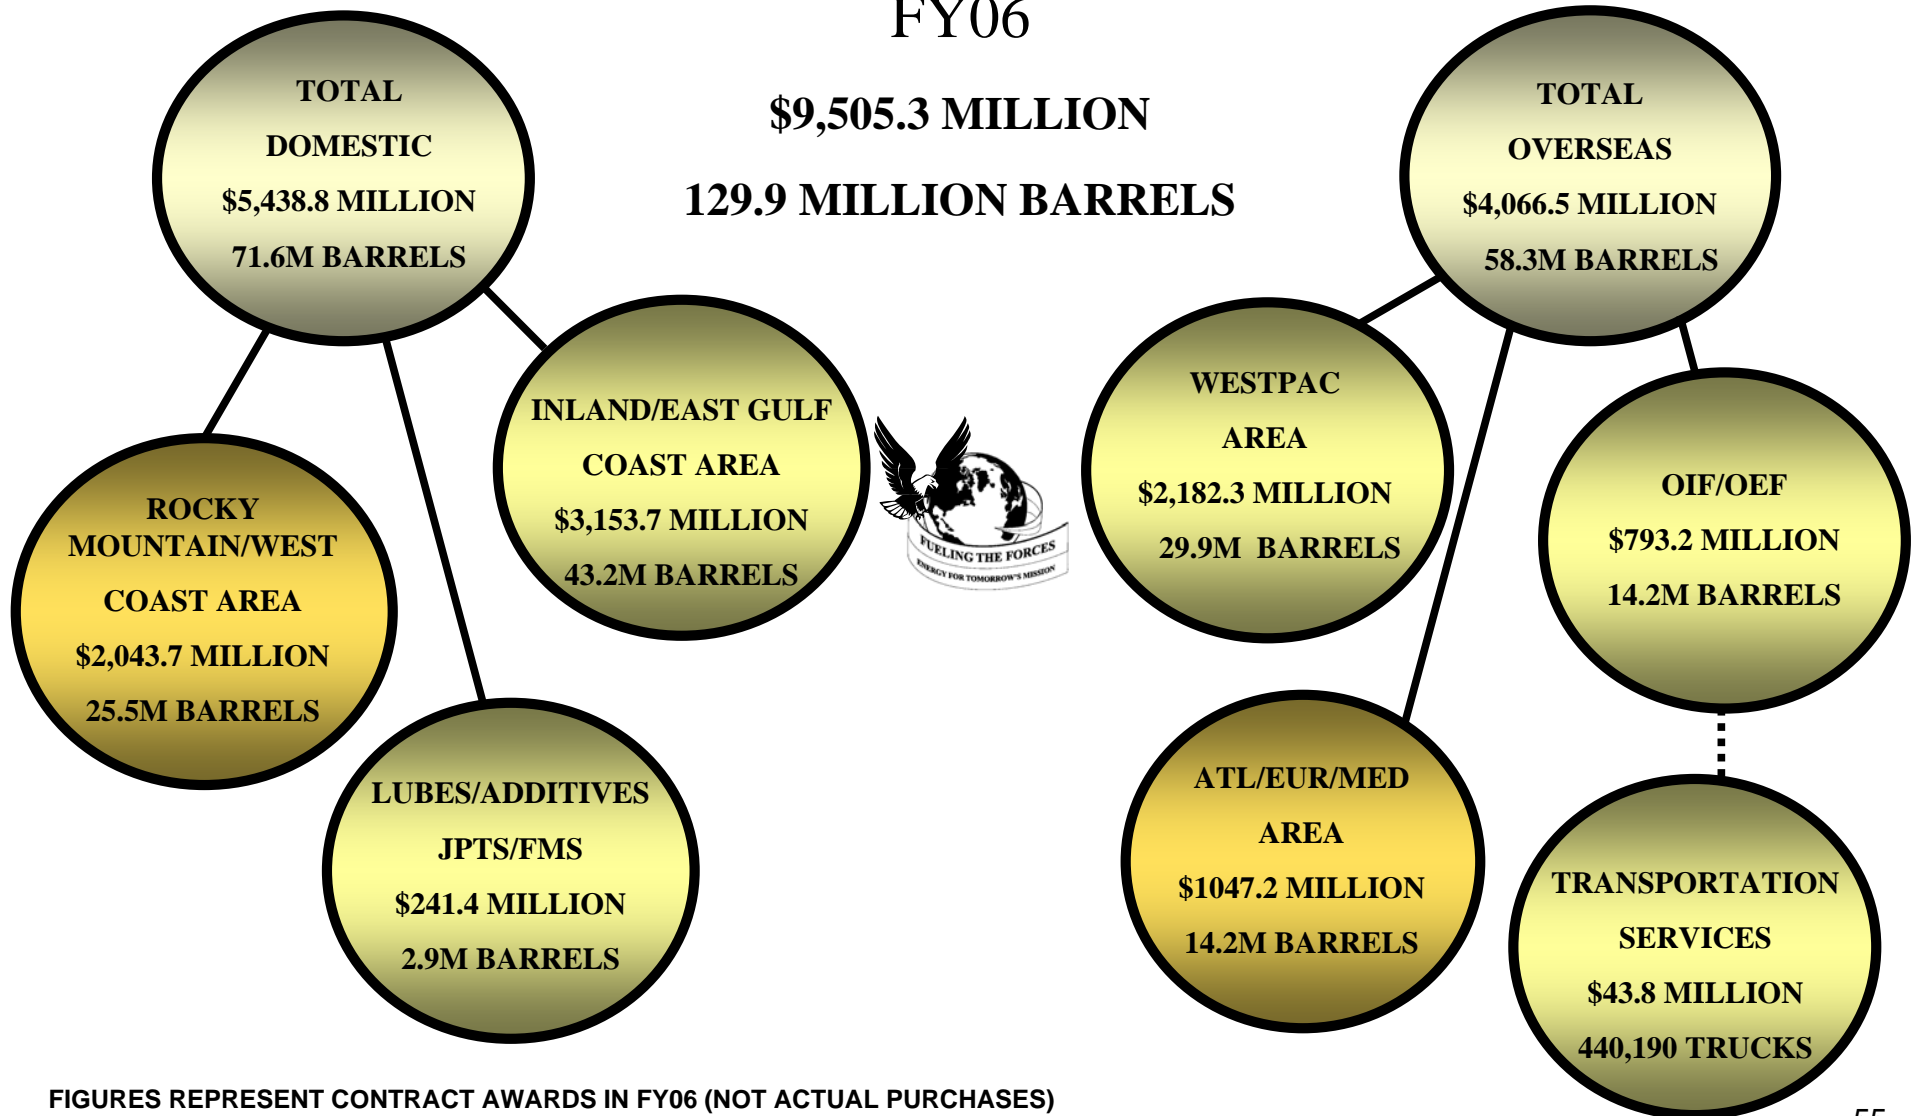 FY06
$9,505.3 MILLION
129.9 MILLION BARRELS
TOTAL
DOMESTIC
$5,438.8 MILLION
71.6M BARRELS
TOTAL
OVERSEAS
$4,066.5 MILLION
58.3M BARRELS
ROCKY
MOUNTAIN/WEST
COAST AREA
$2,043.7 MILLION
25.5M BARRELS
LUBES/ADDITIVES
JPTS/FMS
$241.4 MILLION
2.9M BARRELS
INLAND/EAST GULF
COAST AREA
$3,153.7 MILLION
43.2M BARRELS
FUELING THE FORCES
ENERGY FOR TOMORROW'S MISSION
WESTPAC
AREA
$2,182.3 MILLION
29.9M BARRELS
ATL/EUR/MED
AREA
$1047.2 MILLION
14.2M BARRELS
OIF/OEF
$793.2 MILLION
14.2M BARRELS
TRANSPORTATION
SERVICES
$43.8 MILLION
440,190 TRUCKS
FIGURES REPRESENT CONTRACT AWARDS IN FY06 (NOT ACTUAL PURCHASES)
55